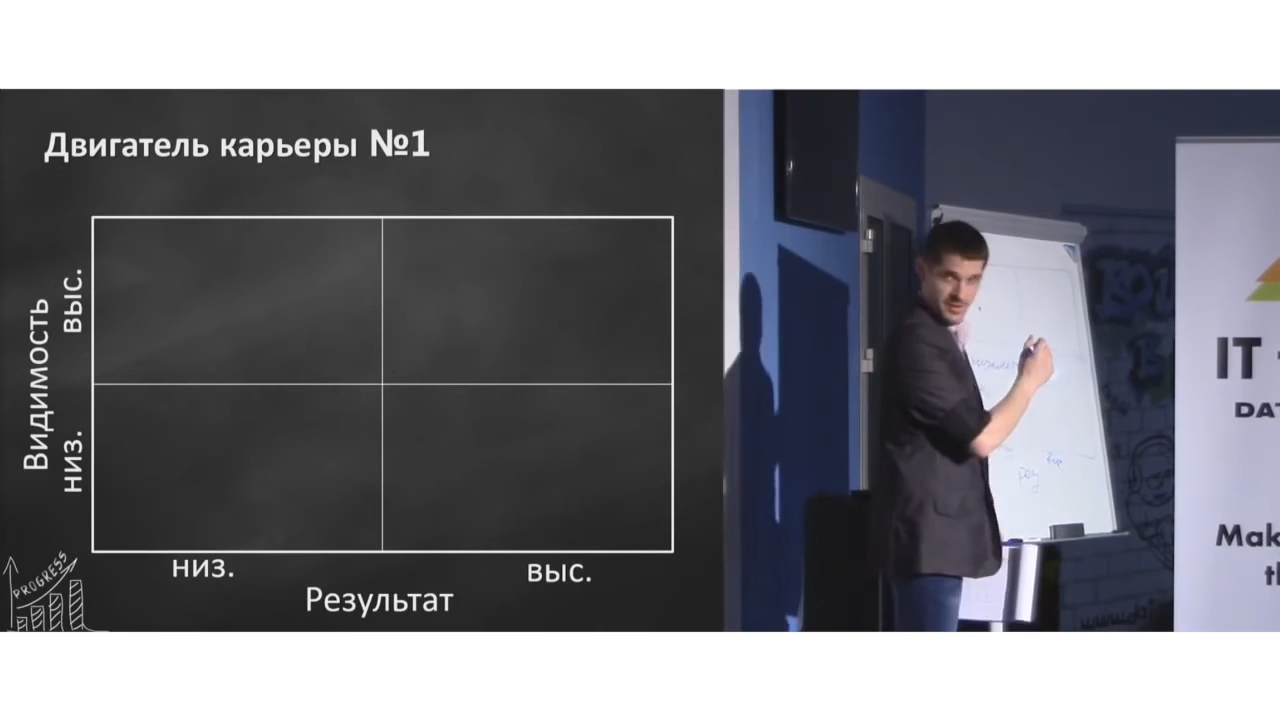 Двигатель карьеры №1
Видимость
выс.
низ.
низ.
выс.
Результат
PROGRESS
IT
DAT
Mak
th